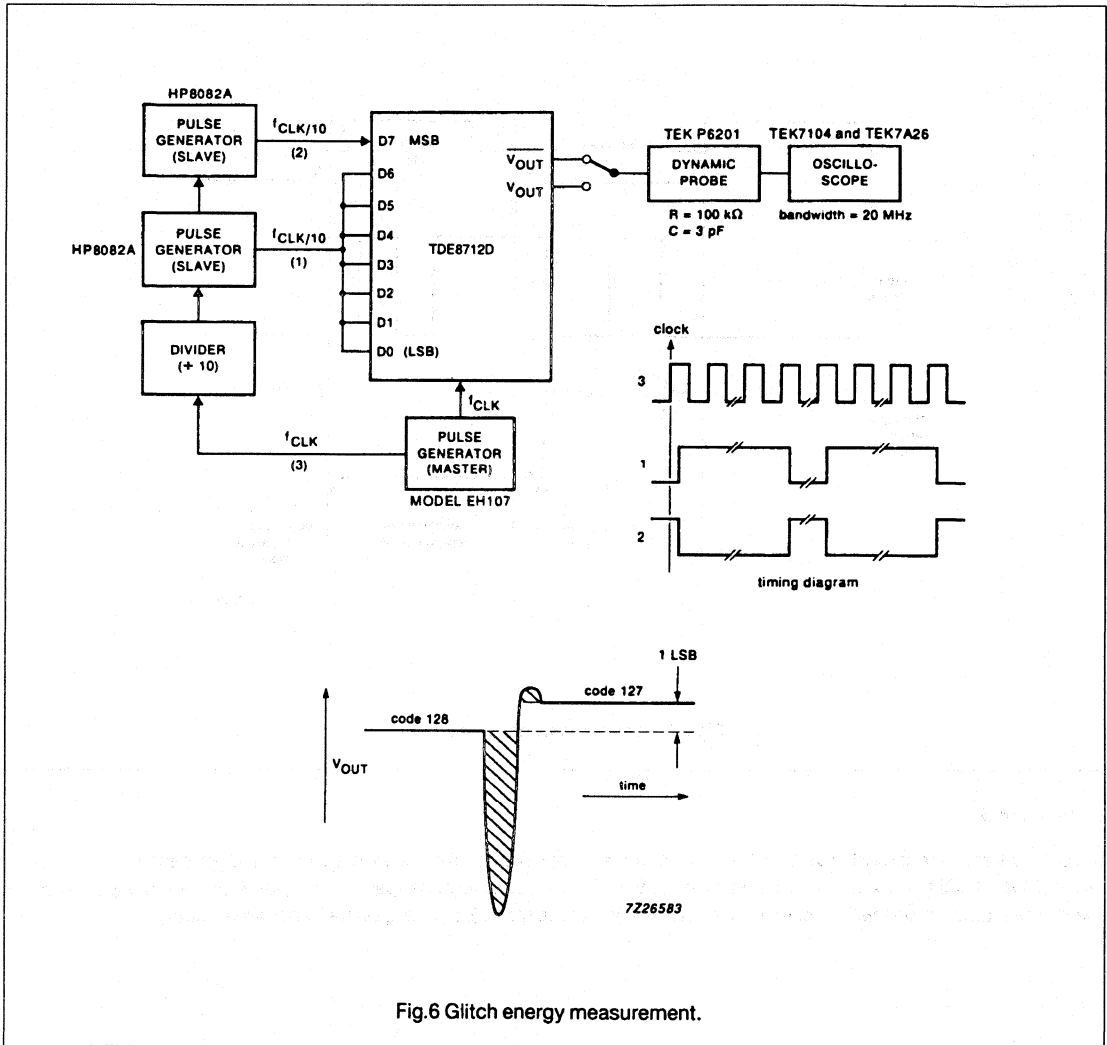 HP8082A
PULSE
GENERATOR
(SLAVE)
fCLK/10
(2)
HP8082A
PULSE
GENERATOR
(SLAVE)
fCLK/10
(1)
DIVIDER
(+ 10)
fCLK
(3)
D7 MSB
D6
D5
D4
D3
D2
D1
D0 (LSB)
TDE8712D
VOUT
VOUT
fCLK
PULSE
GENERATOR
(MASTER)
MODEL EH107
TEK P6201
DYNAMIC
PROBE
R = 100 kΩ
C = 3 pF
TEK7104 and TEK7A26
OSCILLO-
SCOPE
bandwidth = 20 MHz
clock
3
1
2
timing diagram
1 LSB
code 127
code 128
VOUT
time
7Z26583
Fig.6 Glitch energy measurement.